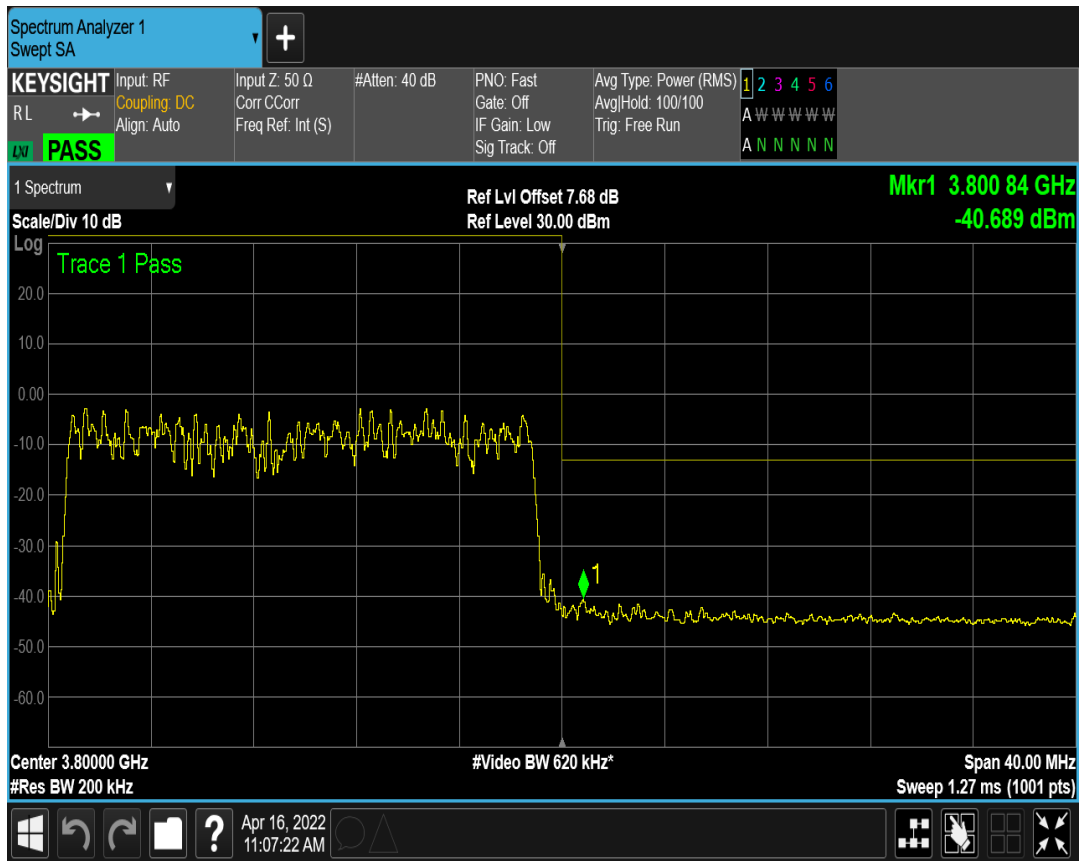 Spectrum Analyzer 1
Swept SA
+
KEYSIGHT
RL
LXI PASS
Input: RF
Coupling: DC
Align: Auto
Input Z: 50 Ω
Corr CCorr
Freq Ref: Int (S)
#Atten: 40 dB
PNO: Fast
Gate: Off
IF Gain: Low
Sig Track: Off
Avg Type: Power (RMS)
Avg|Hold: 100/100
Trig: Free Run
1 2 3 4 5 6
A W W W W W
A N N N N N
1 Spectrum
Scale/Div 10 dB
Ref Lvl Offset 7.68 dB
Ref Level 30.00 dBm
Mkr1 3.800 84 GHz
-40.689 dBm
Log
Trace 1 Pass
20.0
10.0
0.00
-10.0
-20.0
-30.0
-40.0
-50.0
-60.0
1
Center 3.80000 GHz
#Res BW 200 kHz
#Video BW 620 kHz*
Span 40.00 MHz
Sweep 1.27 ms (1001 pts)
?
Apr 16, 2022
11:07:22 AM